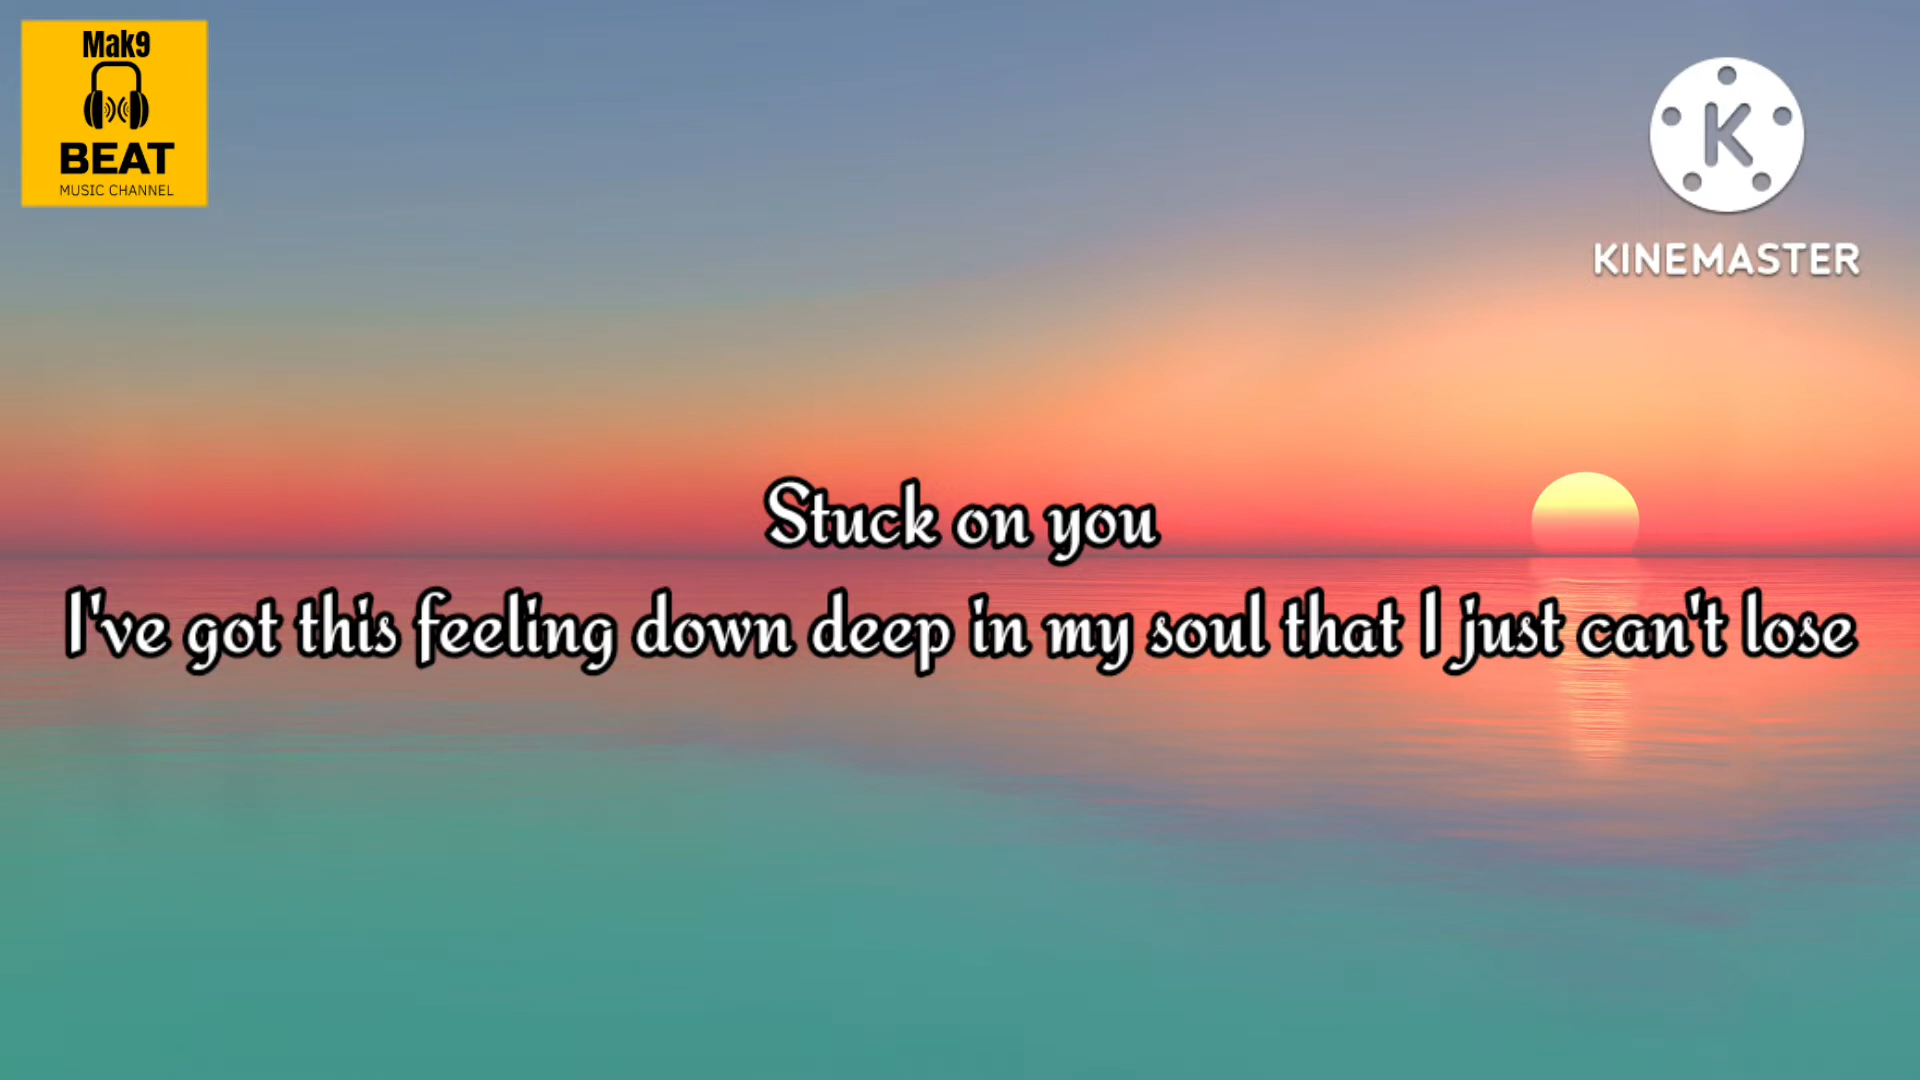 Mak9
BEAT
MUSIC CHANNEL
K
KINEMASTER
Stuck on you
I've got this feeling down deep in my soul that I just can't lose